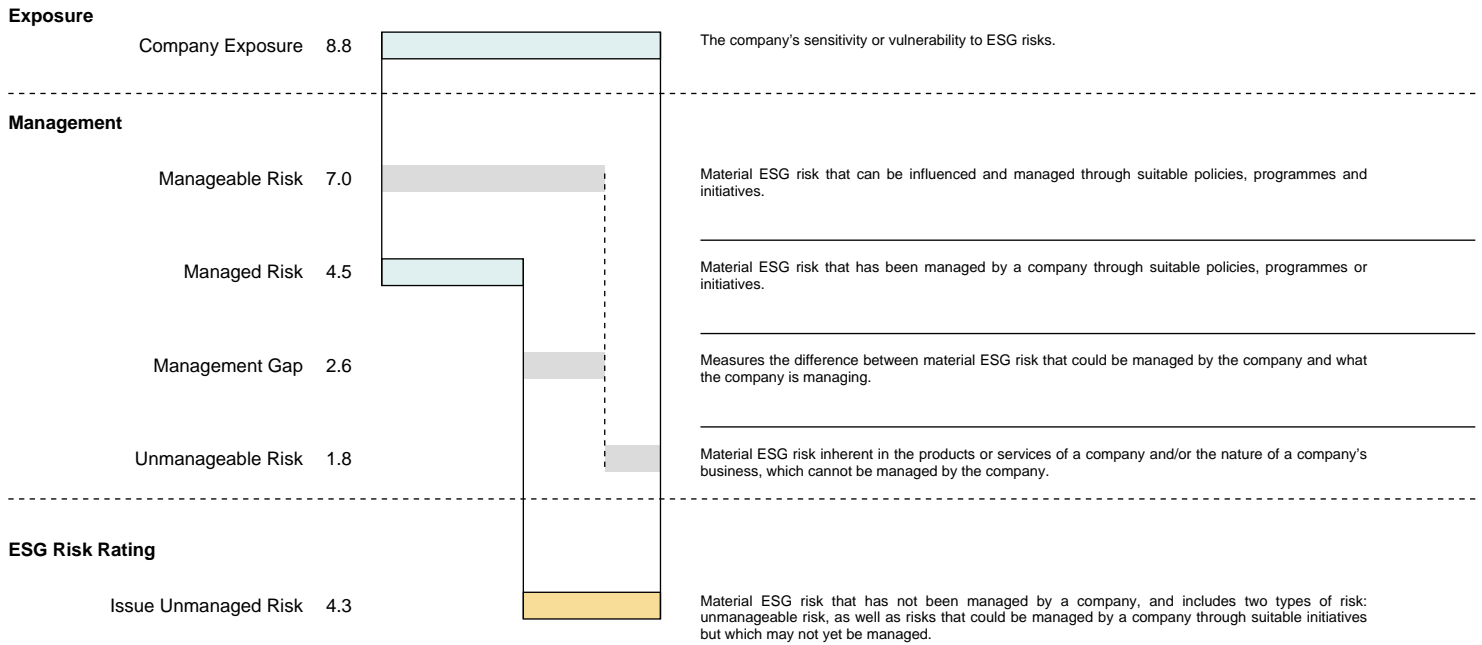 Exposure
Company Exposure 8.8
The company's sensitivity or vulnerability to ESG risks.
Management
Manageable Risk 7.0
Material ESG risk that can be influenced and managed through suitable policies, programmes and
initiatives.
Managed Risk 4.5
Material ESG risk that has been managed by a company through suitable policies, programmes or
initiatives.
Management Gap 2.6
Measures the difference between material ESG risk that could be managed by the company and what
the company is managing.
Unmanageable Risk 1.8
Material ESG risk inherent in the products or services of a company and/or the nature of a company's
business, which cannot be managed by the company.
ESG Risk Rating
Issue Unmanaged Risk 4.3
Material ESG risk that has not been managed by a company, and includes two types of risk:
unmanageable risk, as well as risks that could be managed by a company through suitable initiatives
but which may not yet be managed.